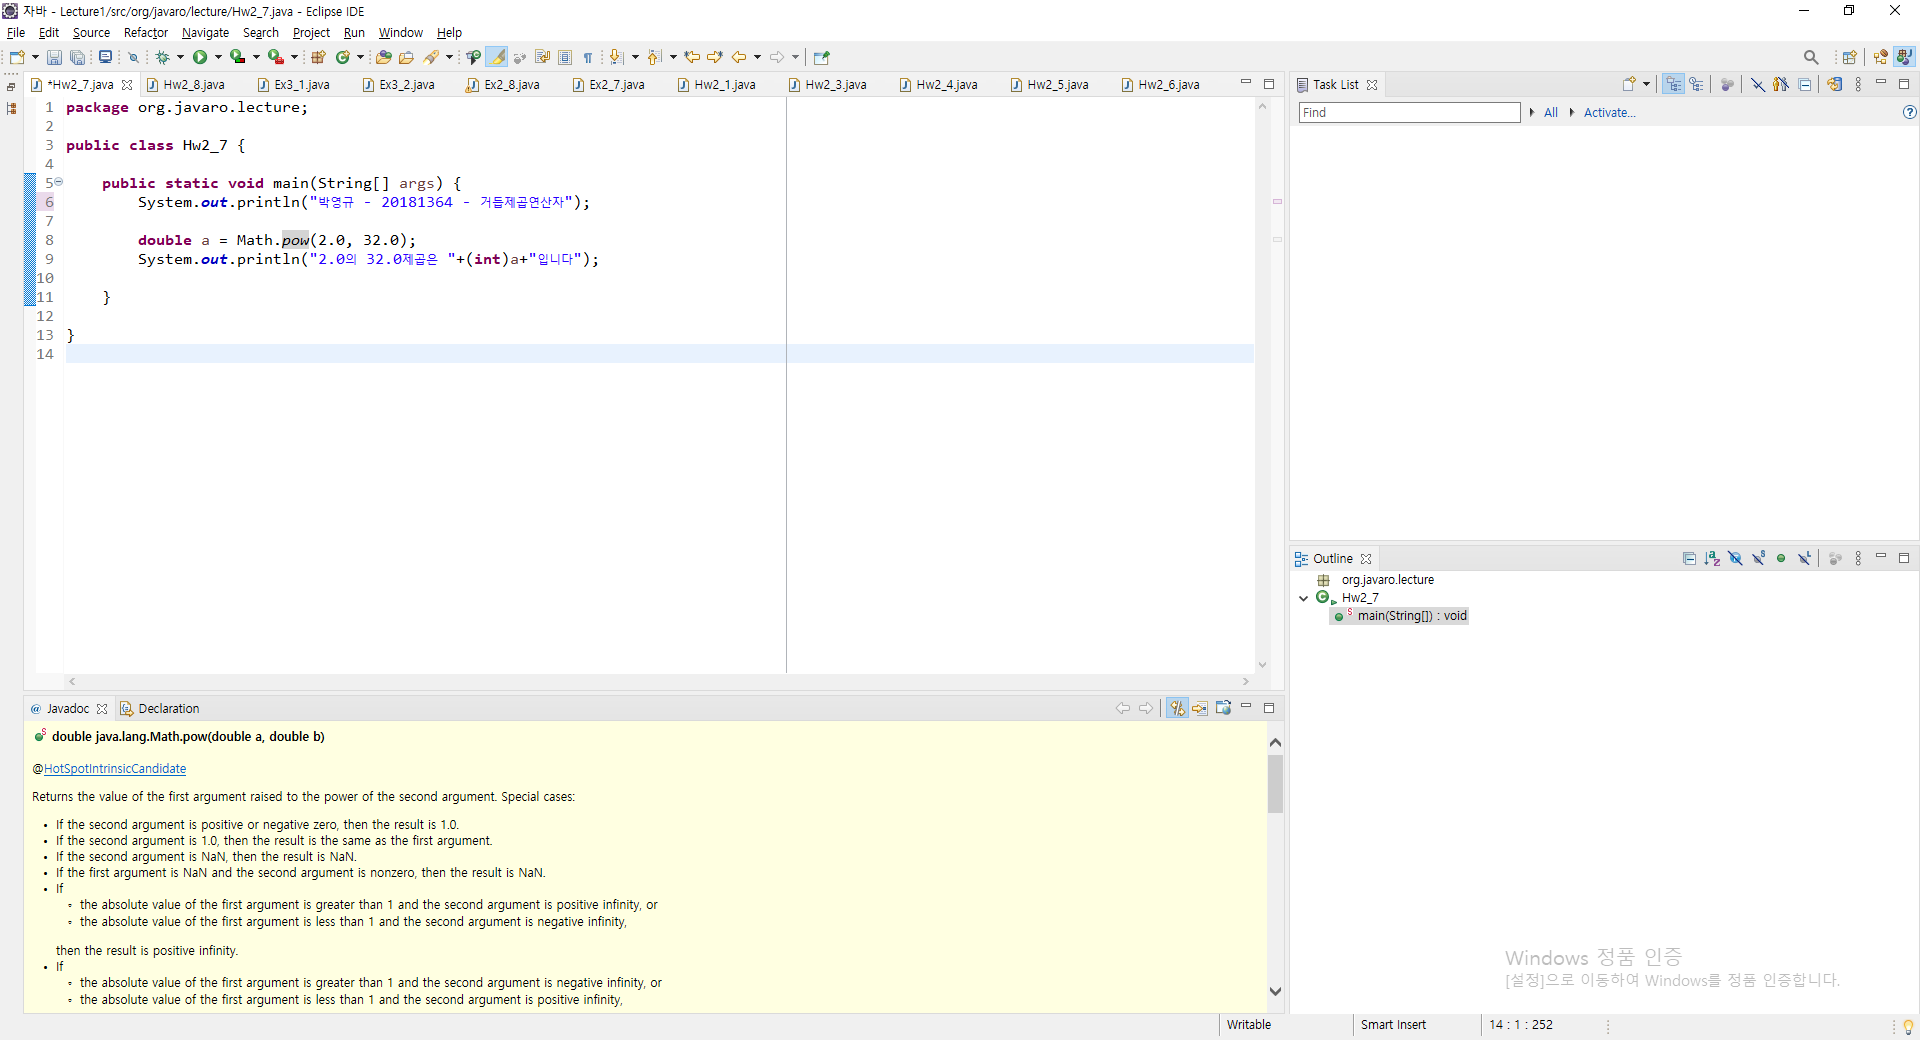 자바 - Lecture1/src/org/javaro/lecture/Hw2_7.java - Eclipse IDE
File Edit Source Refactor Navigate Search Project Run Window Help
*Hw2_7.java Hw2_8.java Ex3_1.java Ex3_2.java Ex2_8.java Ex2_7.java Hw2_1.java Hw2_3.java Hw2_4.java Hw2_5.java Hw2_6.java
1 package org.javaro.lecture;
2
3 public class Hw2_7 {
4
5 public static void main(String[] args) {
6 System.out.println("박영규 - 20181364 - 거듭제곱연산자");
7
8 double a = Math.pow(2.0, 32.0);
9 System.out.println("2.0의 32.0제곱은 "+(int)a+"입니다");
10
11 }
12
13 }
14
Task List
Find All Activate...
Outline
org.javaro.lecture
Hw2_7
main(String[]) : void
@ Javadoc Declaration
double java.lang.Math.pow(double a, double b)
@HotSpotIntrinsicCandidate
Returns the value of the first argument raised to the power of the second argument. Special cases:
• If the second argument is positive or negative zero, then the result is 1.0.
• If the second argument is 1.0, then the result is the same as the first argument.
• If the second argument is NaN, then the result is NaN.
• If the first argument is NaN and the second argument is nonzero, then the result is NaN.
• If
◦ the absolute value of the first argument is greater than 1 and the second argument is positive infinity, or
◦ the absolute value of the first argument is less than 1 and the second argument is negative infinity,
then the result is positive infinity.
• If
◦ the absolute value of the first argument is greater than 1 and the second argument is negative infinity, or
◦ the absolute value of the first argument is less than 1 and the second argument is positive infinity,
Windows 정품 인증
[설정]으로 이동하여 Windows를 정품 인증합니다.
Writable Smart Insert 14 : 1 : 252